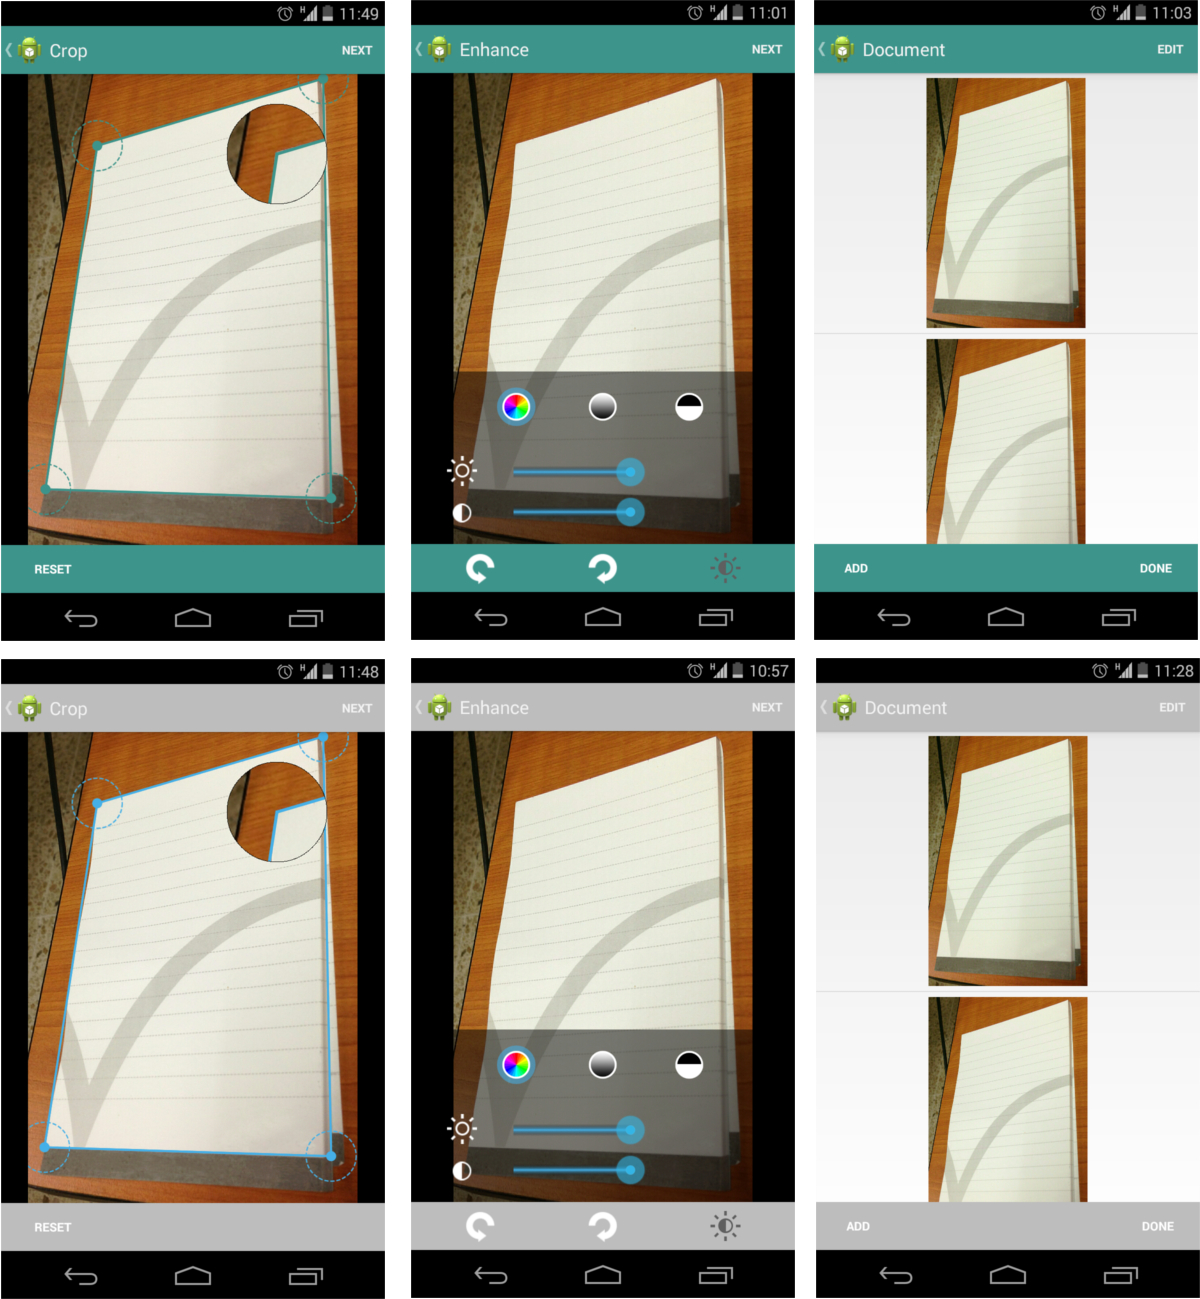 11:49
Crop NEXT
RESET
11:01
Enhance NEXT
11:03
Document EDIT
ADD DONE
11:48
Crop NEXT
RESET
10:57
Enhance NEXT
11:28
Document EDIT
ADD DONE